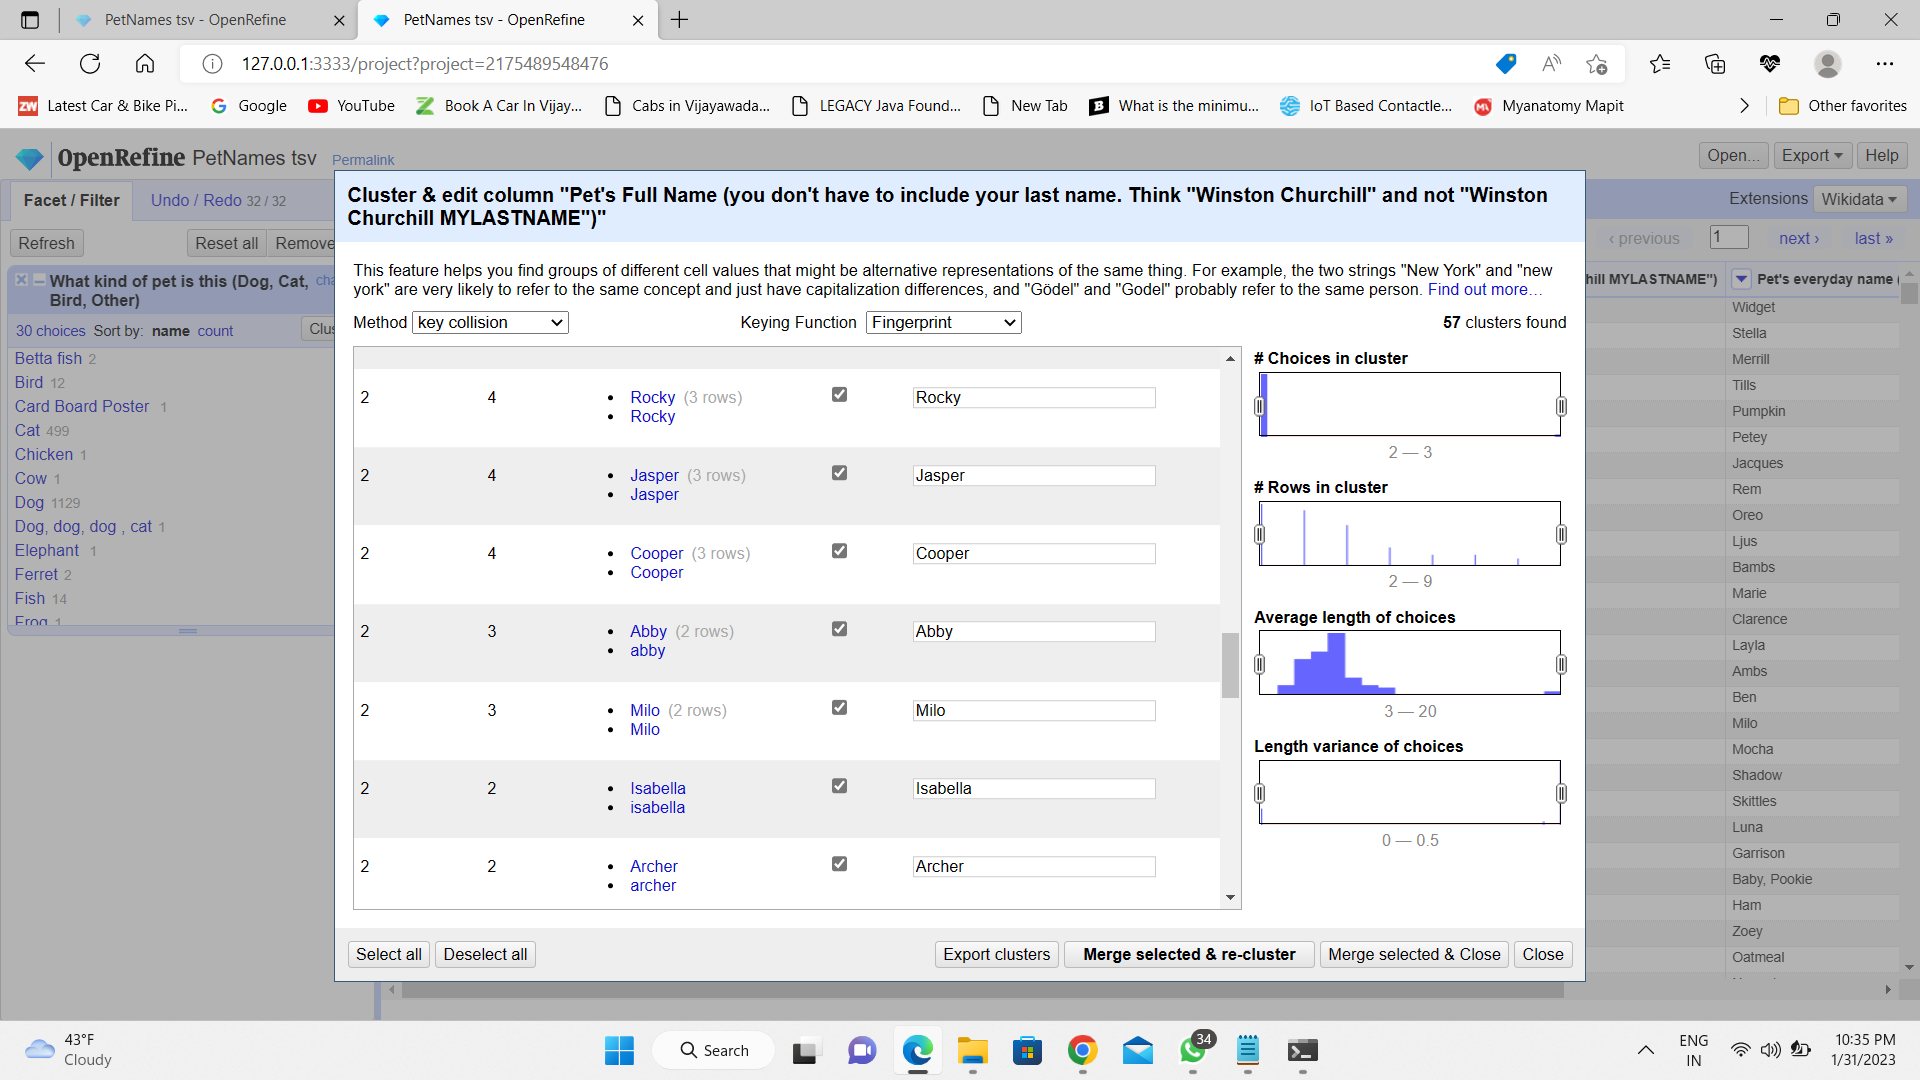 PetNames tsv - OpenRefine
PetNames tsv - OpenRefine
127.0.0.1:3333/project?project=2175489548476
Latest Car & Bike Pi...
Google
YouTube
Book A Car In Vijay...
Cabs in Vijayawada...
LEGACY Java Found...
New Tab
What is the minimu...
IoT Based Contactle...
Myanatomy Mapit
Other favorites
OpenRefine PetNames tsv Permalink
Open... Export Help
Facet / Filter Undo / Redo 32 / 32
Extensions Wikidata
Refresh Reset all Remove
‹ previous 1 next › last »
What kind of pet is this (Dog, Cat, Bird, Other)
30 choices Sort by: name count
Betta fish 2
Bird 12
Card Board Poster 1
Cat 499
Chicken 1
Cow 1
Dog 1129
Dog, dog, dog , cat 1
Elephant 1
Ferret 2
Fish 14
Frog 1
Cluster & edit column "Pet's Full Name (you don't have to include your last name. Think "Winston Churchill" and not "Winston
Churchill MYLASTNAME")"
This feature helps you find groups of different cell values that might be alternative representations of the same thing. For example, the two strings "New York" and "new
york" are very likely to refer to the same concept and just have capitalization differences, and "Gödel" and "Godel" probably refer to the same person. Find out more…
Method key collision Keying Function Fingerprint 57 clusters found
2 4 • Rocky (3 rows) Rocky
• Rocky
2 4 • Jasper (3 rows) Jasper
• Jasper
2 4 • Cooper (3 rows) Cooper
• Cooper
2 3 • Abby (2 rows) Abby
• abby
2 3 • Milo (2 rows) Milo
• Milo
2 2 • Isabella Isabella
• isabella
2 2 • Archer Archer
• archer
# Choices in cluster
2 — 3
# Rows in cluster
2 — 9
Average length of choices
3 — 20
Length variance of choices
0 — 0.5
Select all Deselect all Export clusters Merge selected & re-cluster Merge selected & Close Close
hill MYLASTNAME") Pet's everyday name
Widget
Stella
Merrill
Tills
Pumpkin
Petey
Jacques
Rem
Oreo
Ljus
Bambs
Marie
Clarence
Layla
Ambs
Ben
Milo
Mocha
Shadow
Skittles
Luna
Garrison
Baby, Pookie
Ham
Zoey
Oatmeal
43°F
Cloudy
Search
34
ENG
IN
10:35 PM
1/31/2023